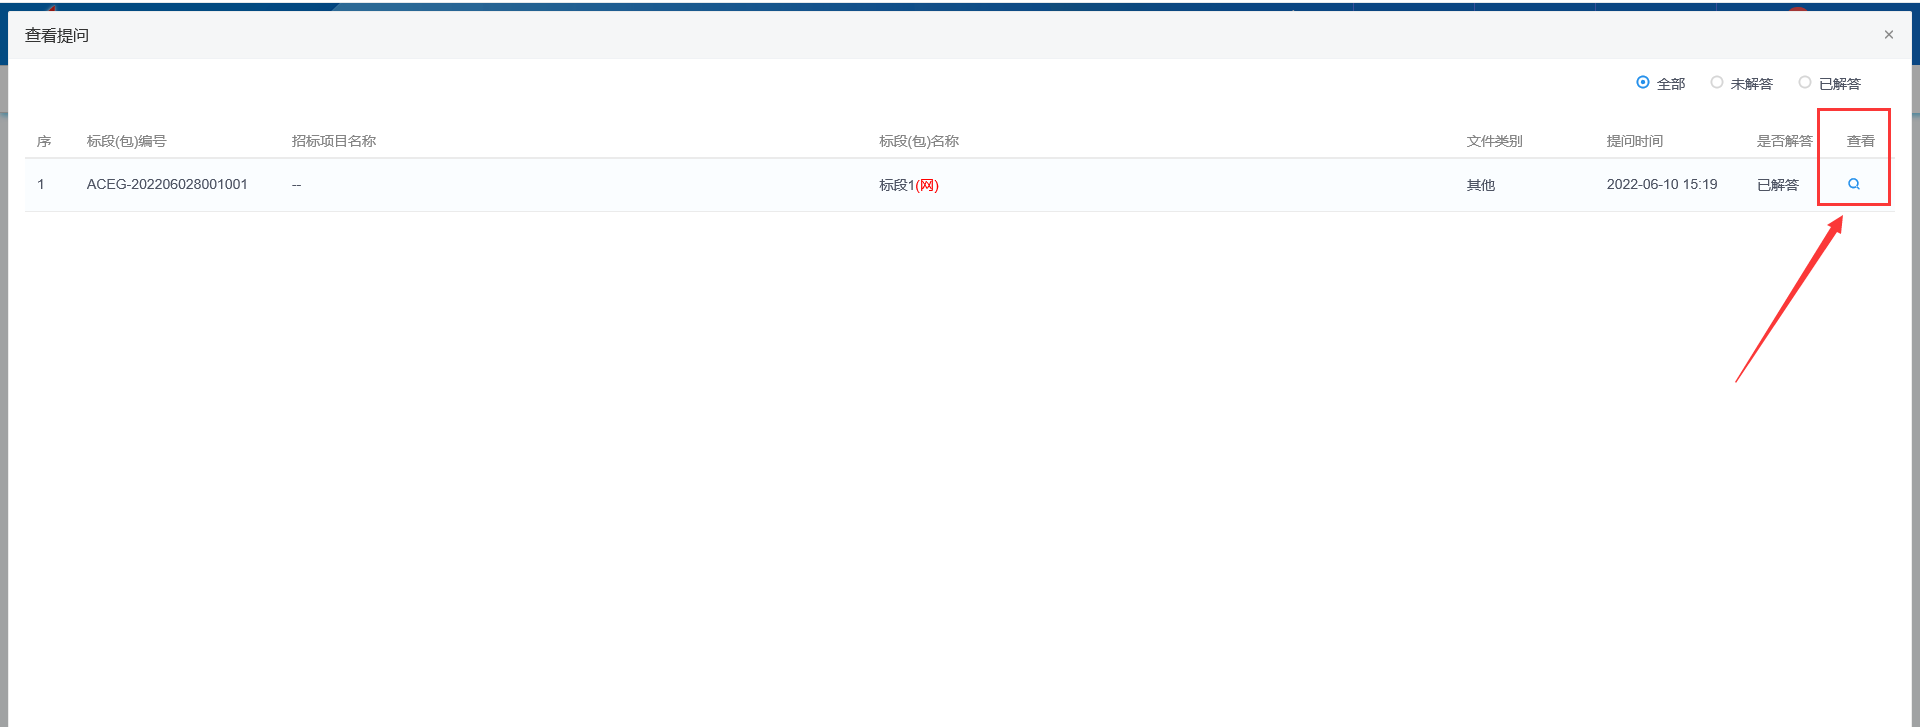 查看提问
全部 未解答 已解答
序 标段(包)编号 招标项目名称 标段(包)名称 文件类别 提问时间 是否解答 查看
1 ACEG-202206028001001 -- 标段1(网) 其他 2022-06-10 15:19 已解答